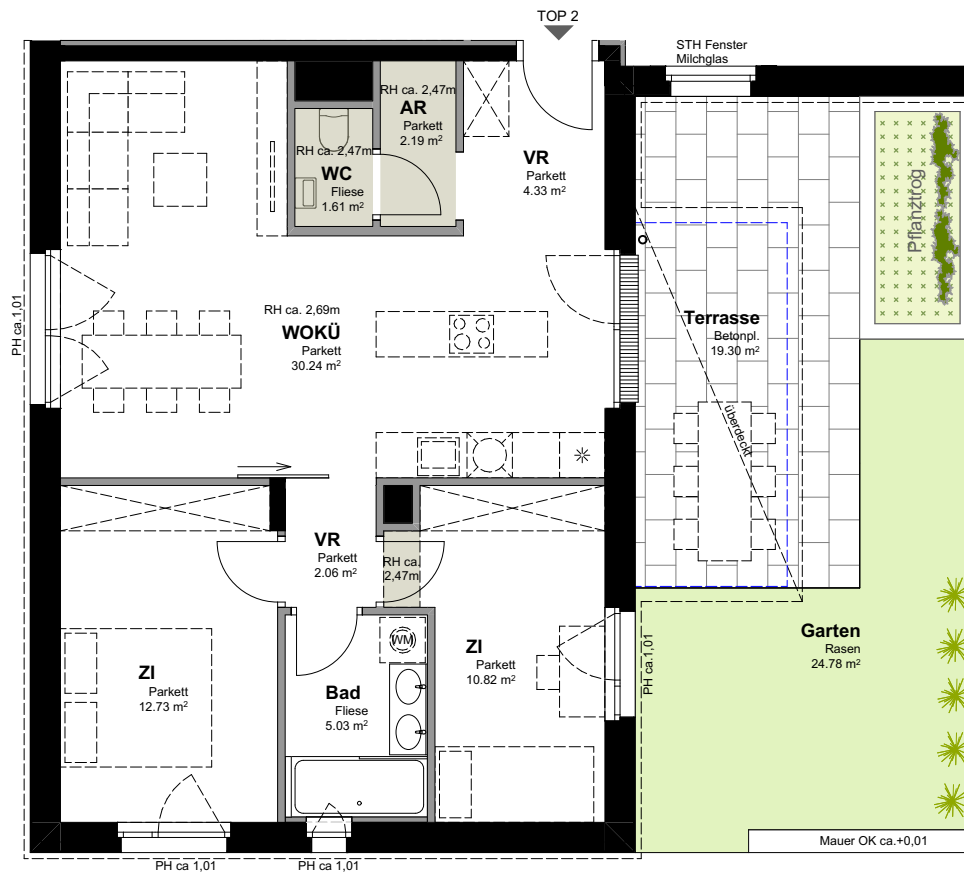 TOP 2
STH Fenster
Milchglas
RH ca. 2,47m
AR
Parkett
2.19 m²
RH ca. 2,47m
WC
Fliese
1.61 m²
VR
Parkett
4.33 m²
Pflanztrog
PH ca.1,01
RH ca. 2,69m
WOKÜ
Parkett
30.24 m²
Terrasse
Betonpl.
19.30 m²
überdeckt
VR
Parkett
2.06 m²
RH ca.
2,47m
WM
ZI
Parkett
12.73 m²
Bad
Fliese
5.03 m²
ZI
Parkett
10.82 m²
PH ca.1,01
Garten
Rasen
24.78 m²
Mauer OK ca.+0,01
PH ca 1,01
PH ca 1,01